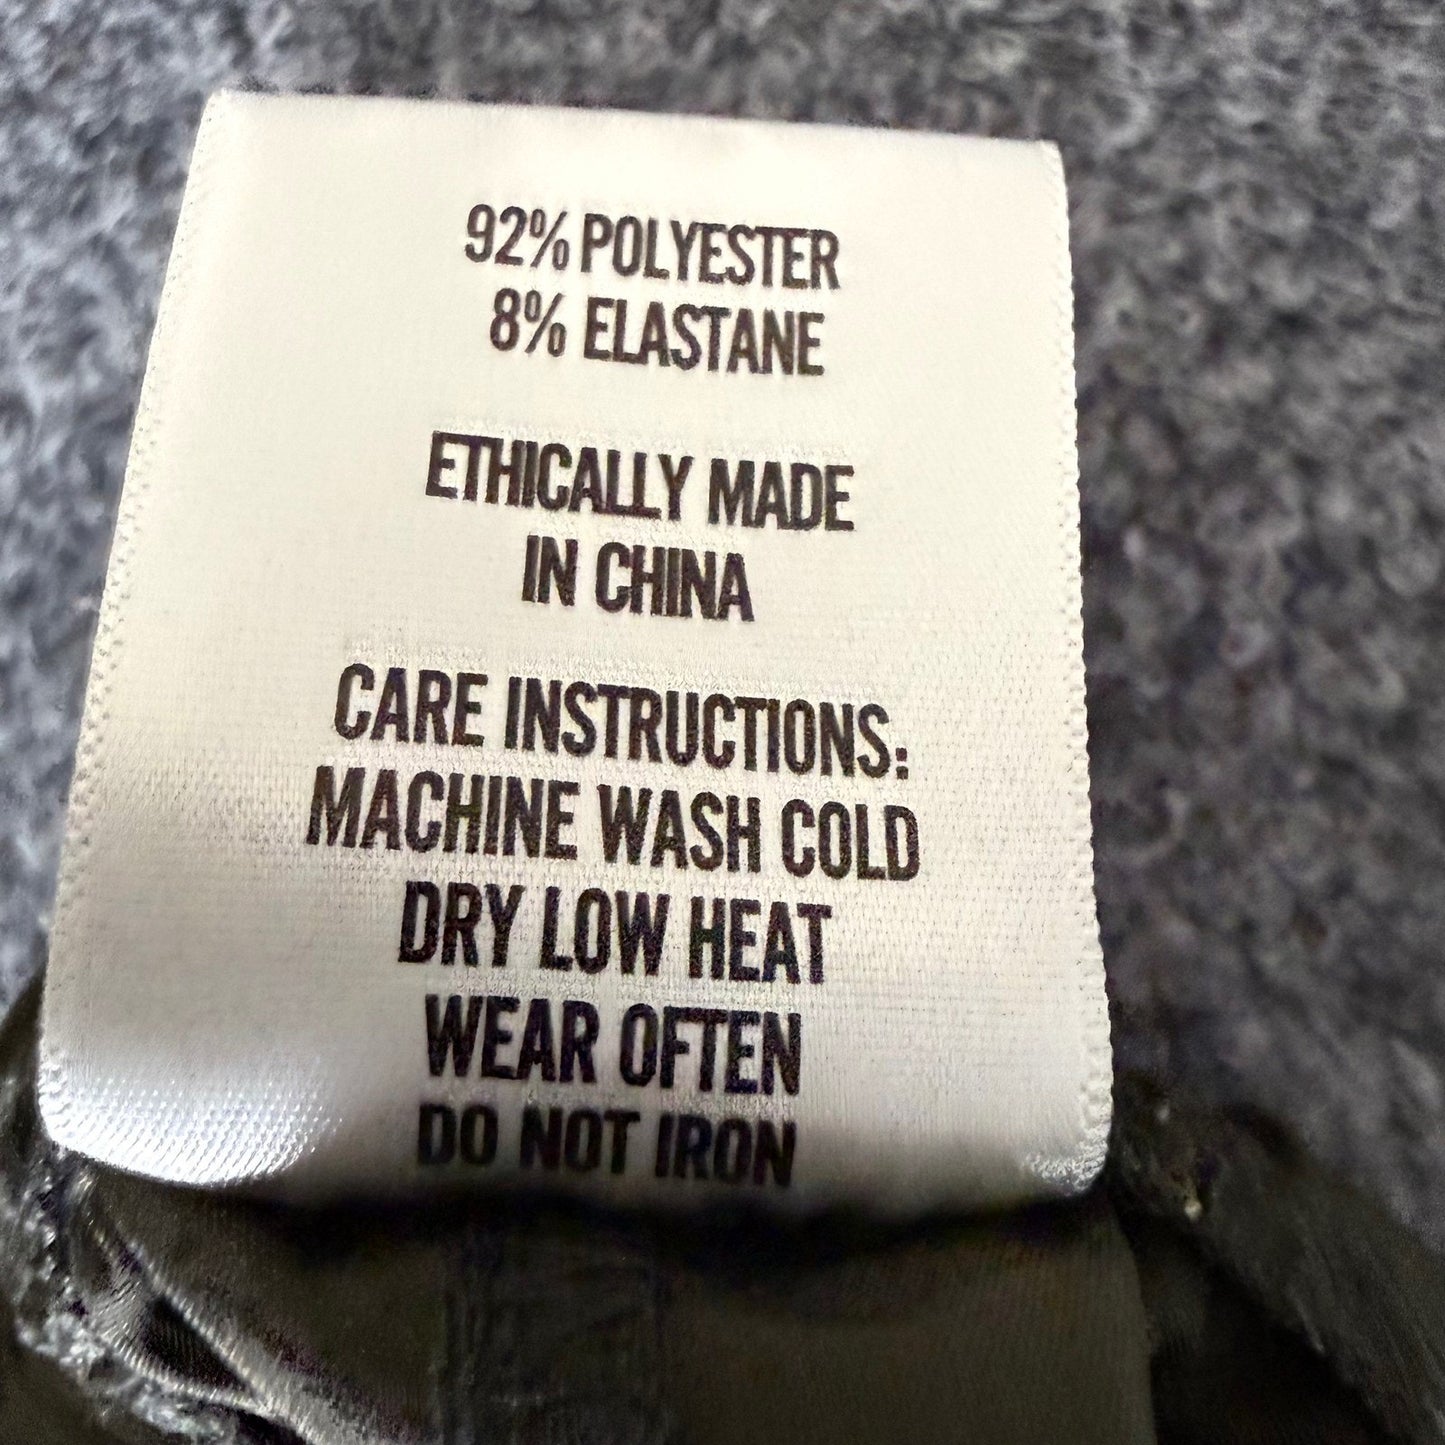 92% POLYESTER
8% ELASTANE
ETHICALLY MADE
IN CHINA
CARE INSTRUCTIONS:
MACHINE WASH COLD
DRY LOW HEAT
WEAR OFTEN
DO NOT IRON